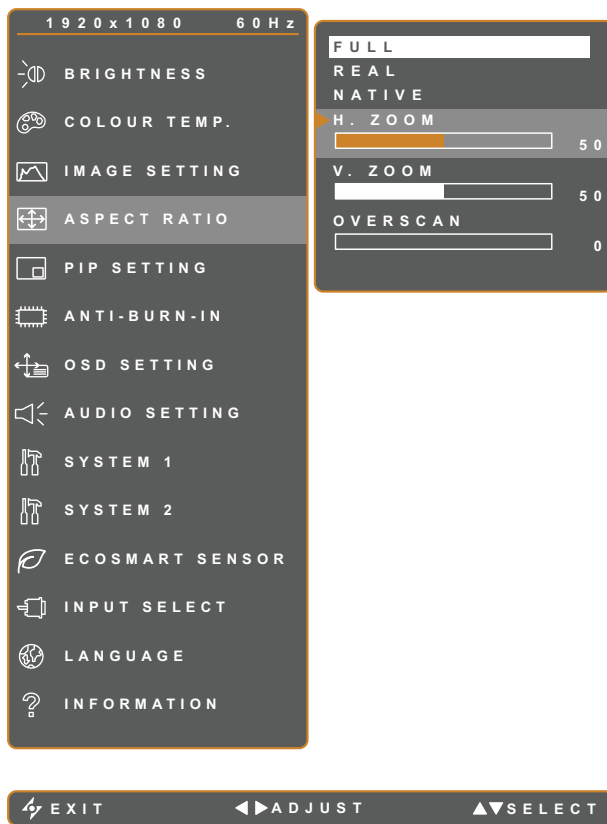 1920x1080 60Hz
BRIGHTNESS
COLOUR TEMP.
IMAGE SETTING
ASPECT RATIO
PIP SETTING
ANTI-BURN-IN
OSD SETTING
AUDIO SETTING
SYSTEM 1
SYSTEM 2
ECOSMART SENSOR
INPUT SELECT
LANGUAGE
INFORMATION
FULL
REAL
NATIVE
H. ZOOM
50
V. ZOOM
50
OVERSCAN
0
EXIT ADJUST SELECT